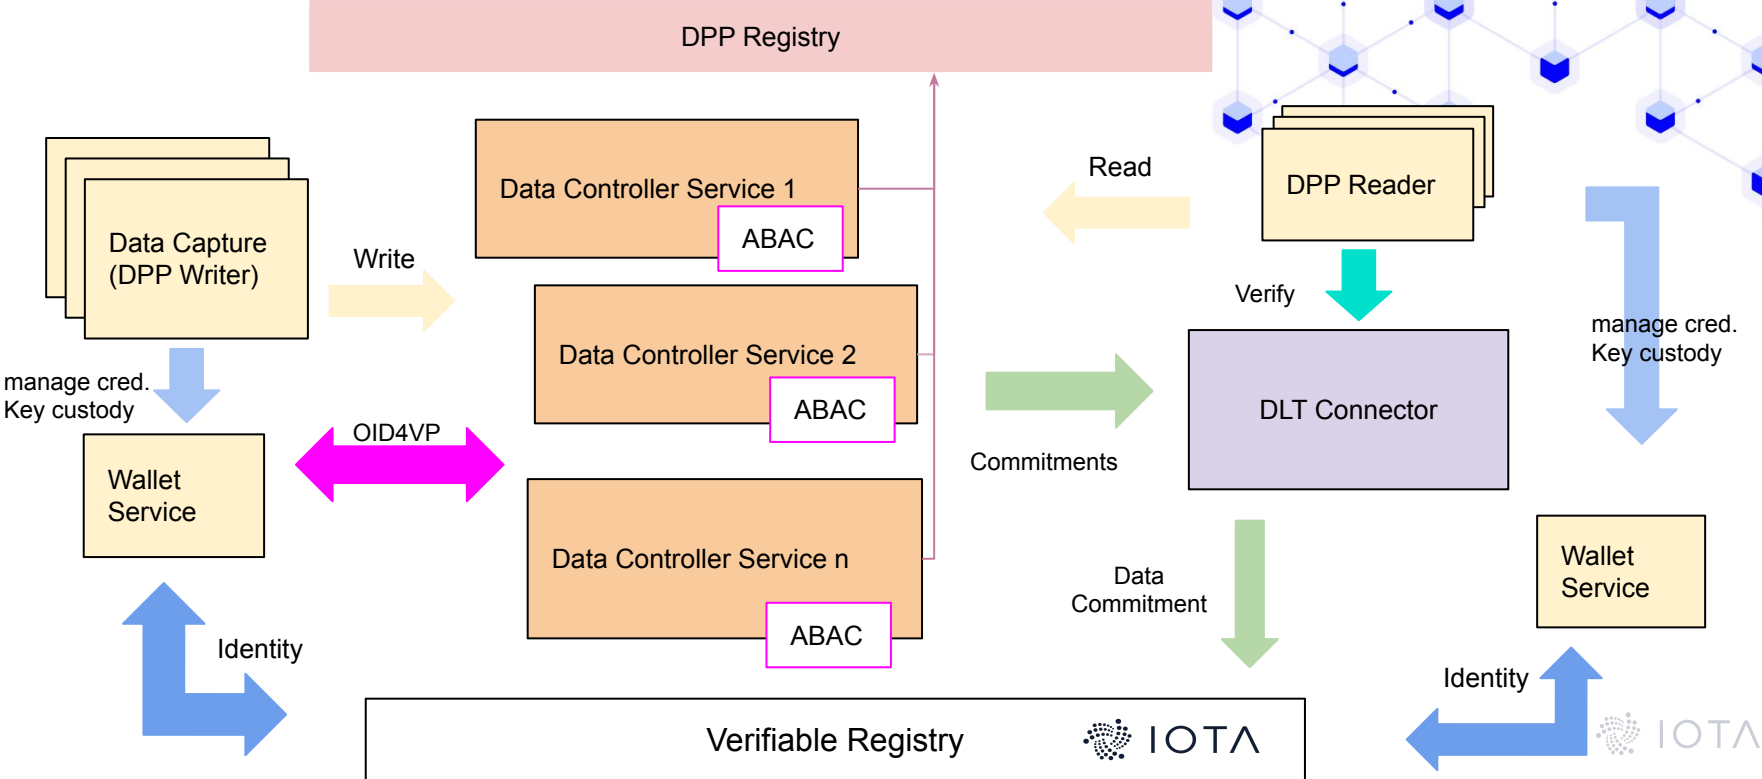 DPP Registry
Data Capture
(DPP Writer)
Write
Data Controller Service 1
ABAC
Read
DPP Reader
Verify
manage cred.
Key custody
Data Controller Service 2
ABAC
manage cred.
Key custody
Wallet
Service
OID4VP
Commitments
DLT Connector
Data Controller Service n
ABAC
Data
Commitment
Wallet
Service
Identity
Identity
Verifiable Registry
IOTA
IOTA